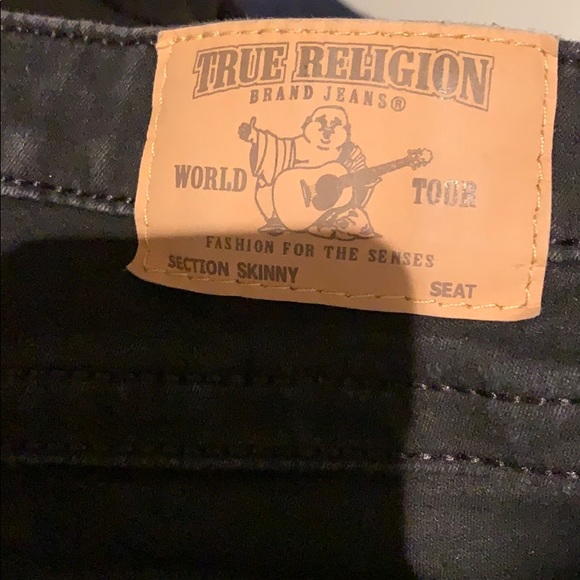 TRUE RELIGION
BRAND JEANS®
WORLD TOUR
FASHION FOR THE SENSES
SECTION SKINNY SEAT